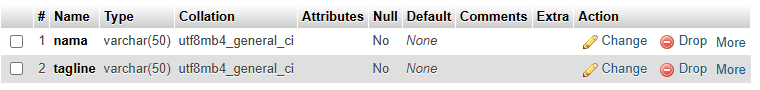 # Name Type Collation Attributes Null Default Comments Extra Action
1 nama varchar(50) utf8mb4_general_ci No None Change Drop More
2 tagline varchar(50) utf8mb4_general_ci No None Change Drop More